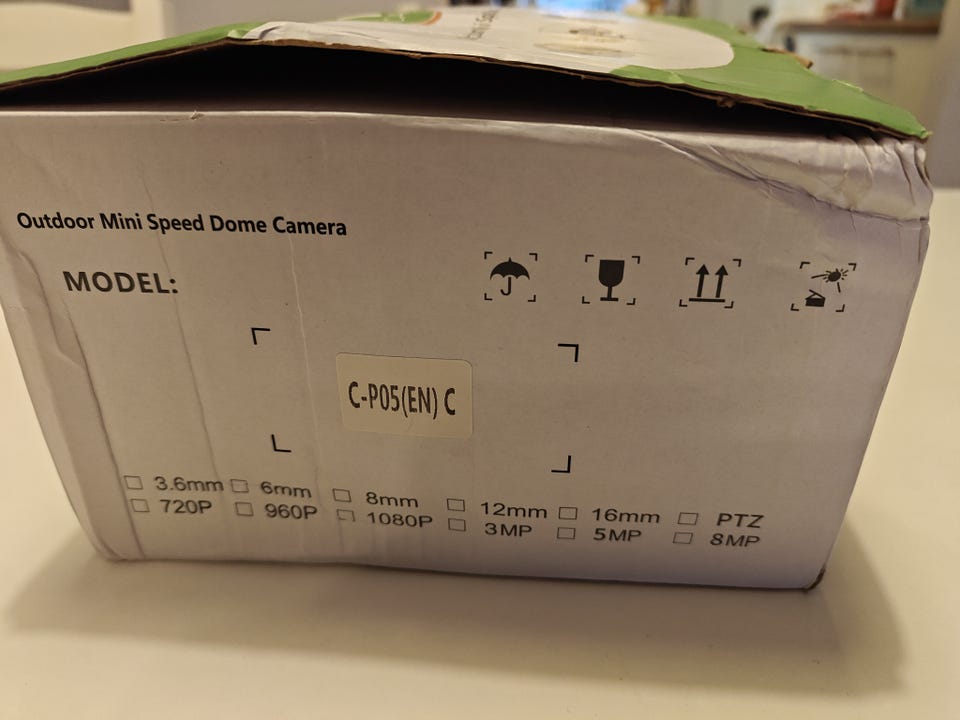 Outdoor Mini Speed Dome Camera
MODEL:
C-P05(EN) C
3.6mm 6mm 8mm 12mm 16mm PTZ
720P 960P 1080P 3MP 5MP 8MP